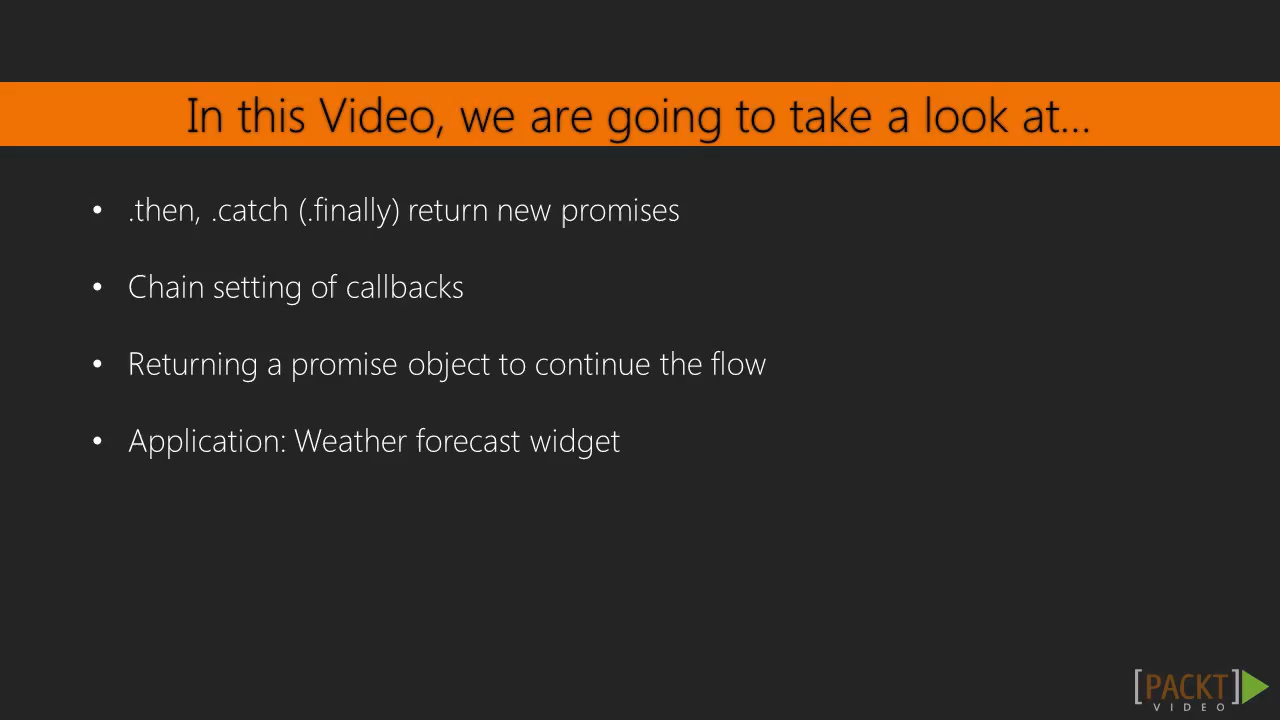 In this Video, we are going to take a look at...
• .then, .catch (.finally) return new promises
• Chain setting of callbacks
• Returning a promise object to continue the flow
• Application: Weather forecast widget
[PACKT]
VIDEO